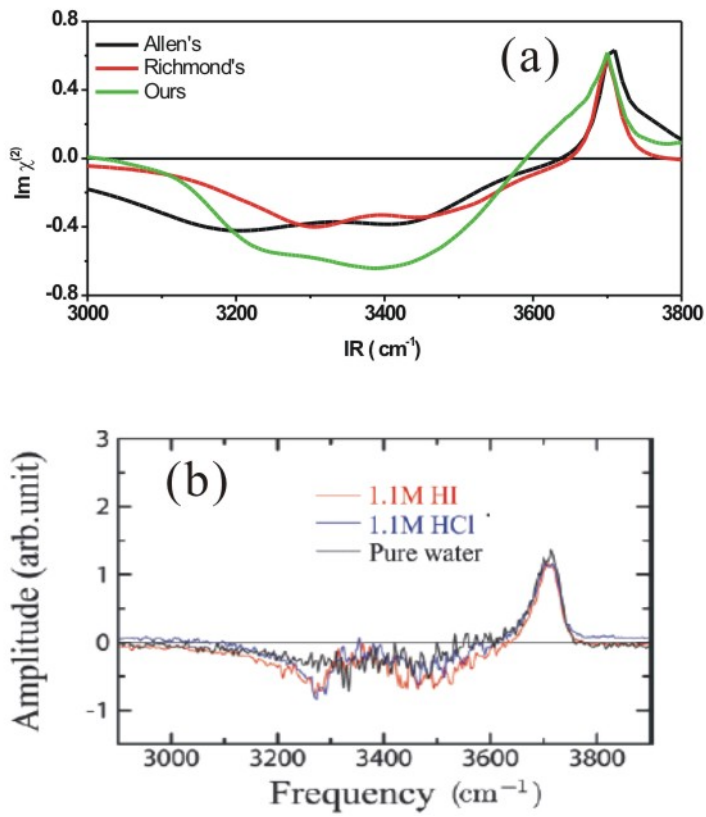 0.8
Allen's
Richmond's
Ours
(a)
0.4
0.0
-0.4
-0.8
Im χ(2)
3000 3200 3400 3600 3800
IR ( cm-1)
(b)
3
2
1
0
-1
1.1M HI
1.1M HCl
Pure water
Amplitude (arb.unit)
3000 3200 3400 3600 3800
Frequency (cm−1)